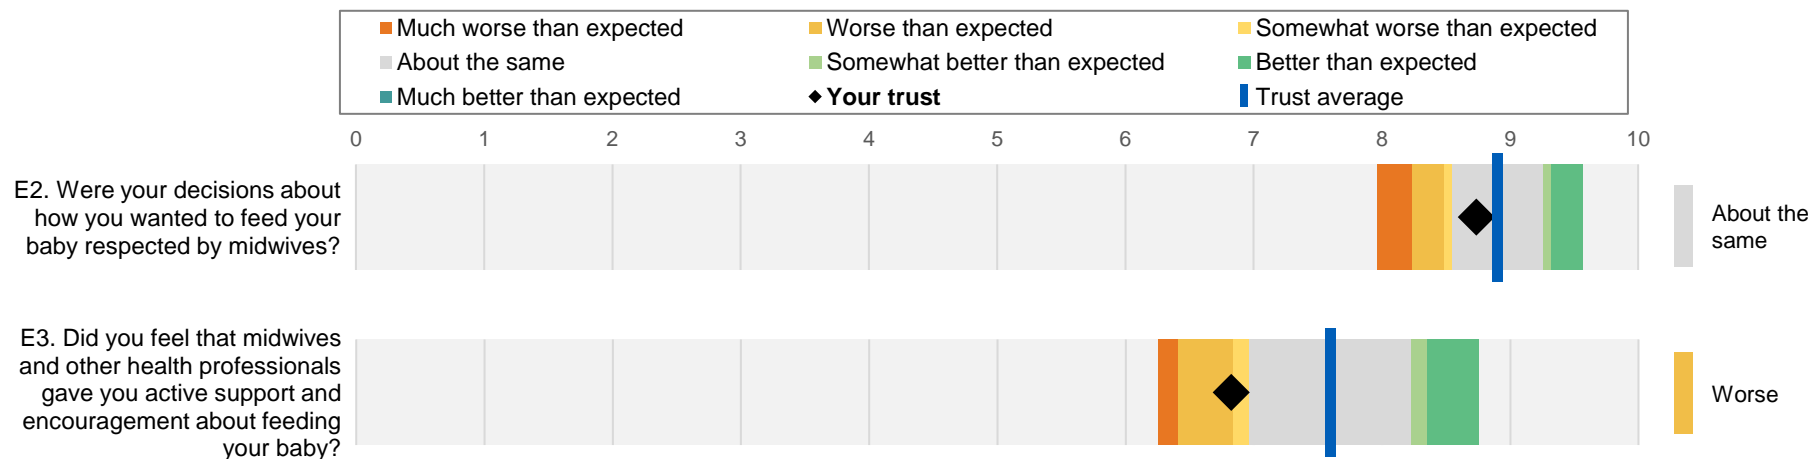 Much worse than expected
Worse than expected
Somewhat worse than expected
About the same
Somewhat better than expected
Better than expected
Much better than expected
Your trust
Trust average
0 1 2 3 4 5 6 7 8 9 10
E2. Were your decisions about
how you wanted to feed your
baby respected by midwives?
About the
same
E3. Did you feel that midwives
and other health professionals
gave you active support and
encouragement about feeding
your baby?
Worse